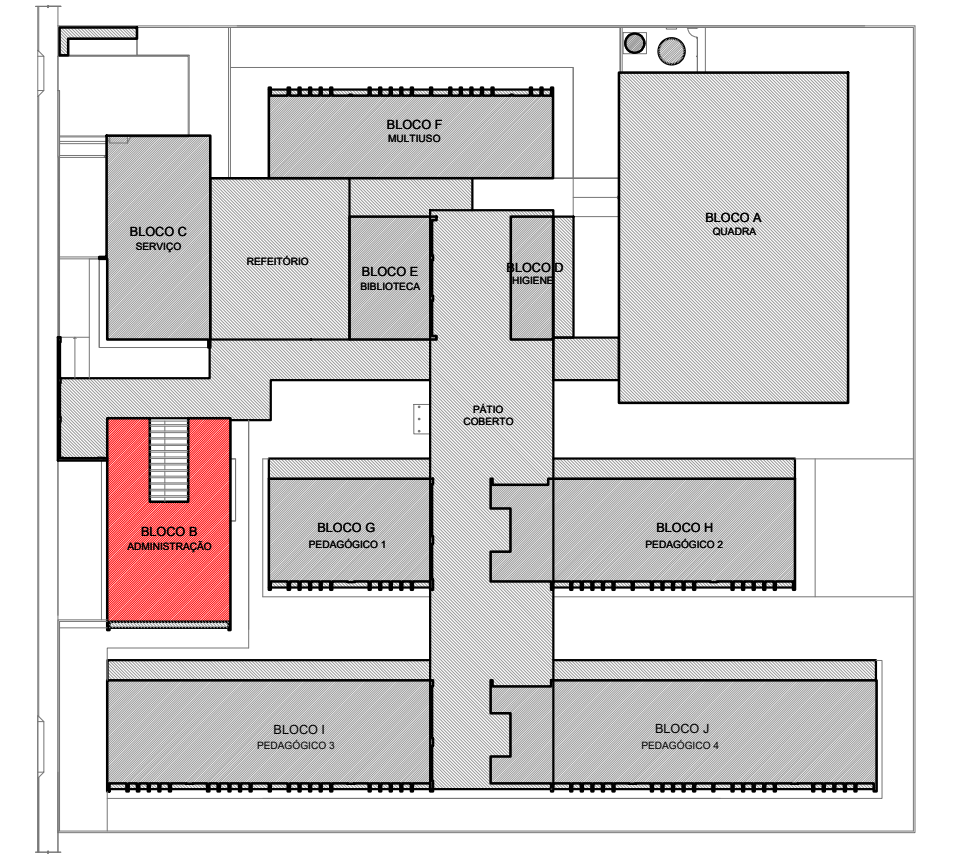 BLOCO F
MULTIUSO
BLOCO A
QUADRA
BLOCO C
SERVIÇO
REFEITÓRIO
BLOCO E
BIBLIOTECA
BLOCO D
HIGIENE
PÁTIO
COBERTO
BLOCO B
ADMINISTRAÇÃO
BLOCO G
PEDAGÓGICO 1
BLOCO H
PEDAGÓGICO 2
BLOCO I
PEDAGÓGICO 3
BLOCO J
PEDAGÓGICO 4